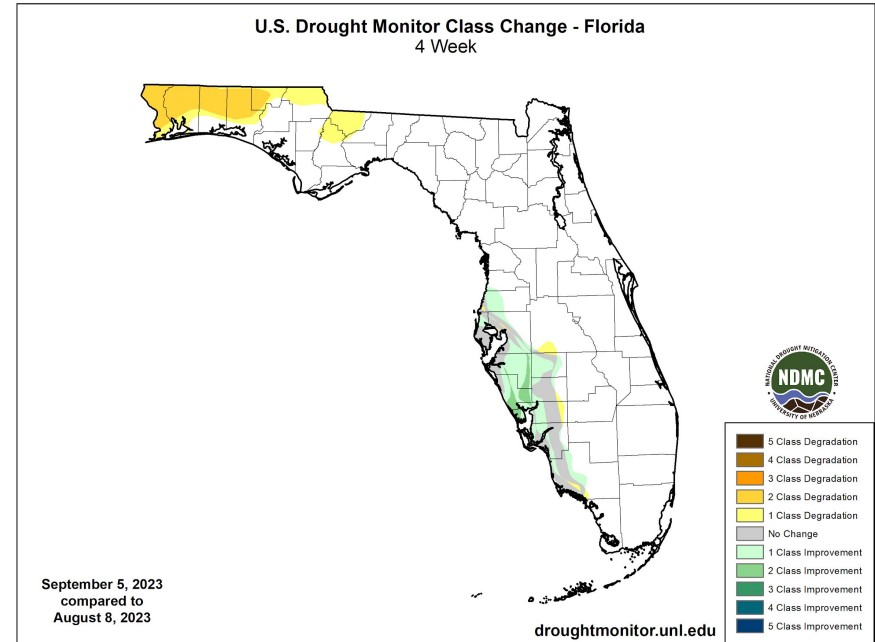 U.S. Drought Monitor Class Change - Florida
4 Week
NATIONAL DROUGHT MITIGATION CENTER
NDMC
UNIVERSITY OF NEBRASKA
5 Class Degradation
4 Class Degradation
3 Class Degradation
2 Class Degradation
1 Class Degradation
No Change
1 Class Improvement
2 Class Improvement
3 Class Improvement
4 Class Improvement
5 Class Improvement
September 5, 2023
compared to
August 8, 2023
droughtmonitor.unl.edu